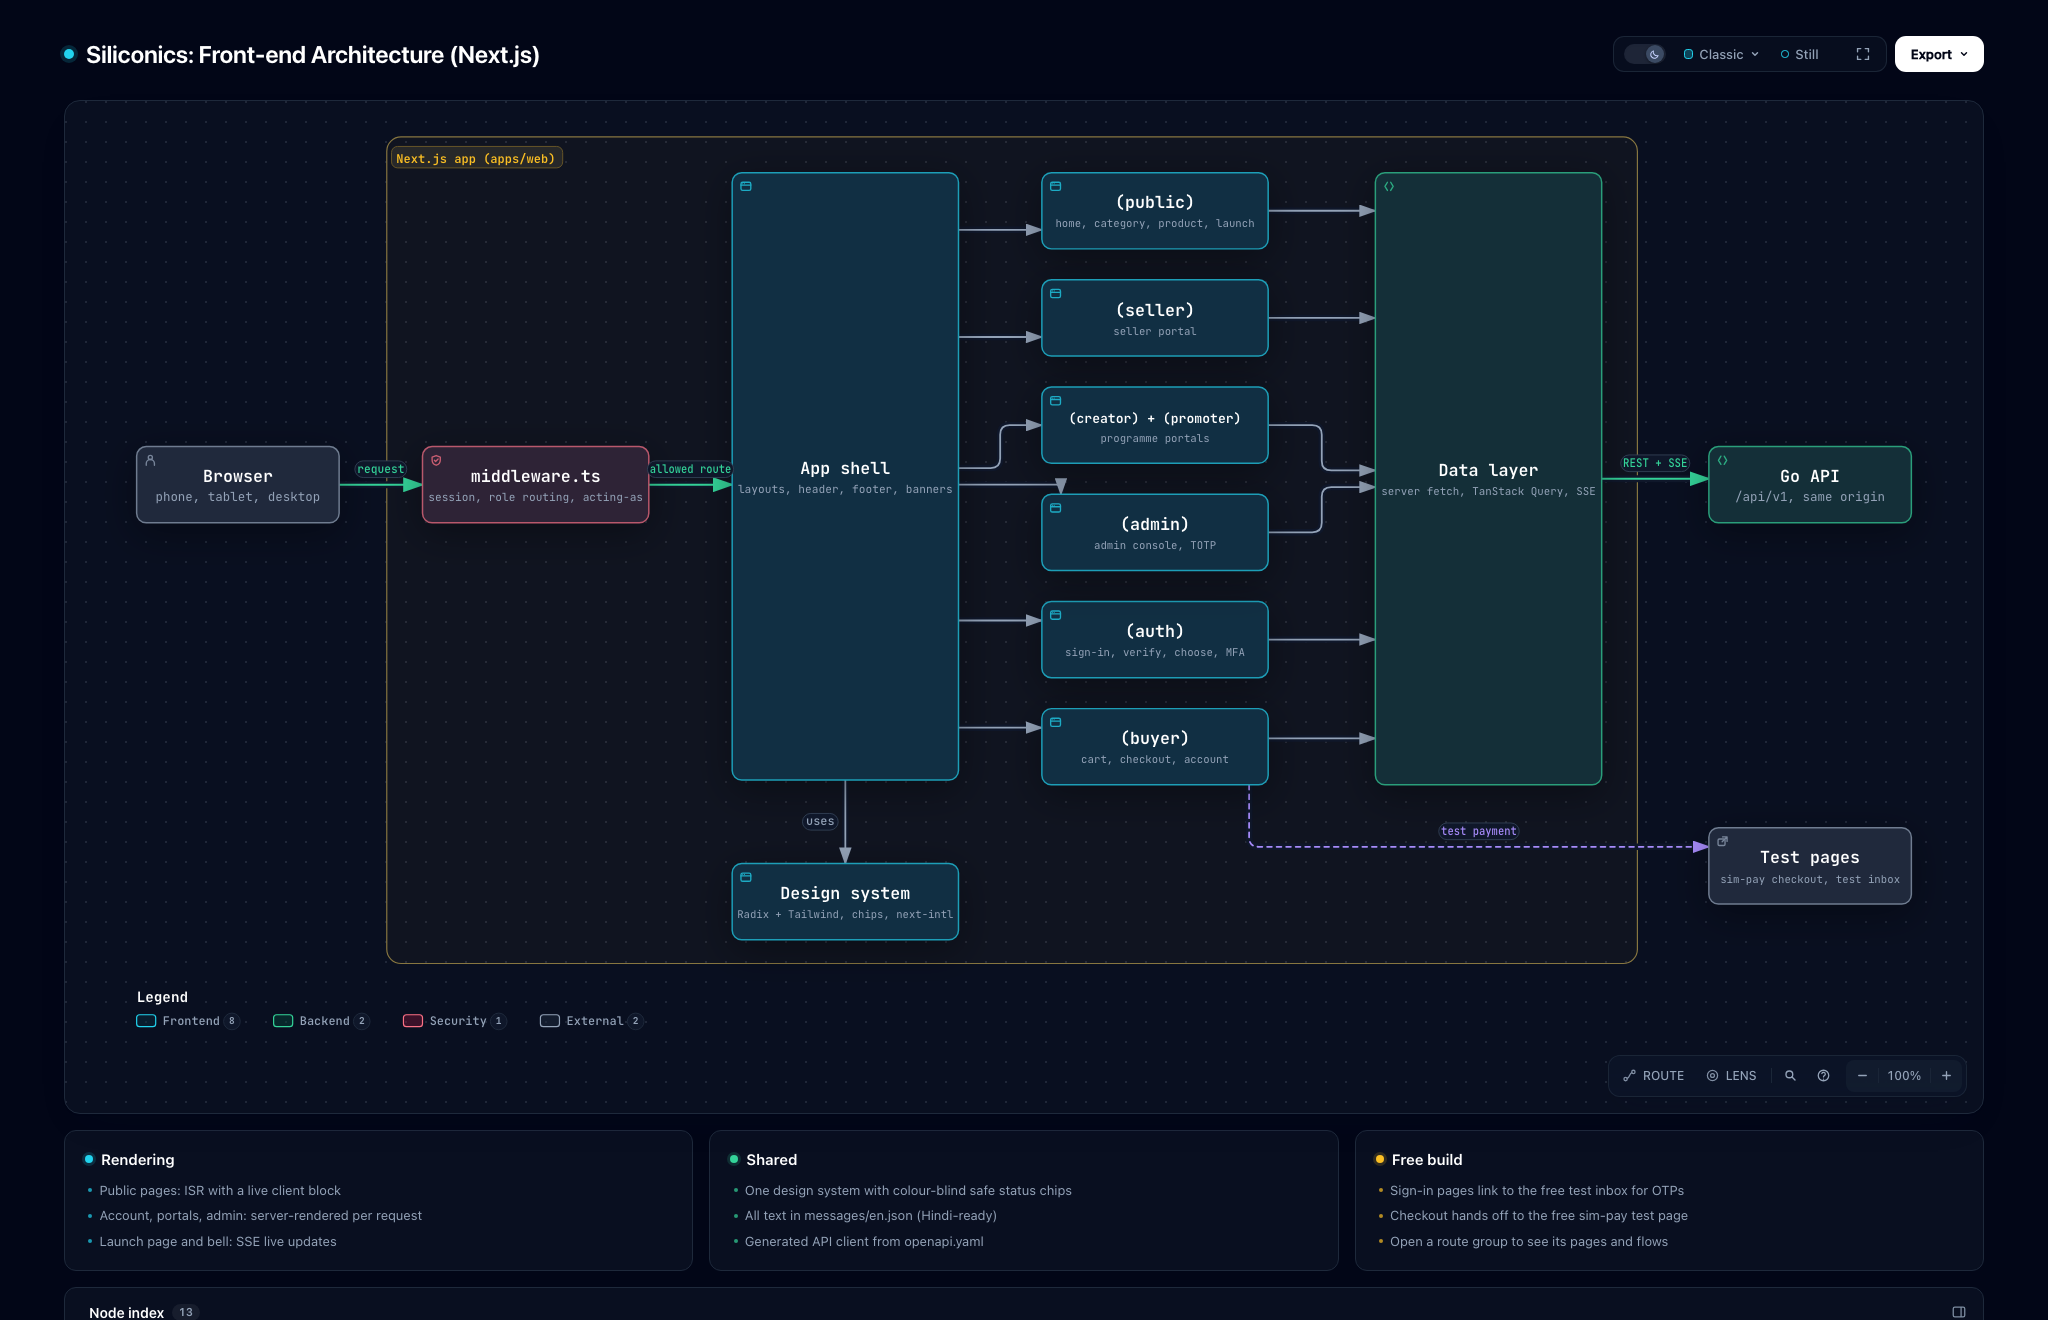 Siliconics: Front-end Architecture (Next.js)
Classic
Still
Export
Next.js app (apps/web)
Browser
phone, tablet, desktop
request
middleware.ts
session, role routing, acting-as
allowed route
App shell
layouts, header, footer, banners
(public)
home, category, product, launch
(seller)
seller portal
(creator) + (promoter)
programme portals
(admin)
admin console, TOTP
(auth)
sign-in, verify, choose, MFA
(buyer)
cart, checkout, account
Data layer
server fetch, TanStack Query, SSE
REST + SSE
Go API
/api/v1, same origin
uses
Design system
Radix + Tailwind, chips, next-intl
test payment
Test pages
sim-pay checkout, test inbox
Legend
Frontend 8
Backend 2
Security 1
External 2
ROUTE
LENS
100%
Rendering
Public pages: ISR with a live client block
Account, portals, admin: server-rendered per request
Launch page and bell: SSE live updates
Shared
One design system with colour-blind safe status chips
All text in messages/en.json (Hindi-ready)
Generated API client from openapi.yaml
Free build
Sign-in pages link to the free test inbox for OTPs
Checkout hands off to the free sim-pay test page
Open a route group to see its pages and flows
Node index 13